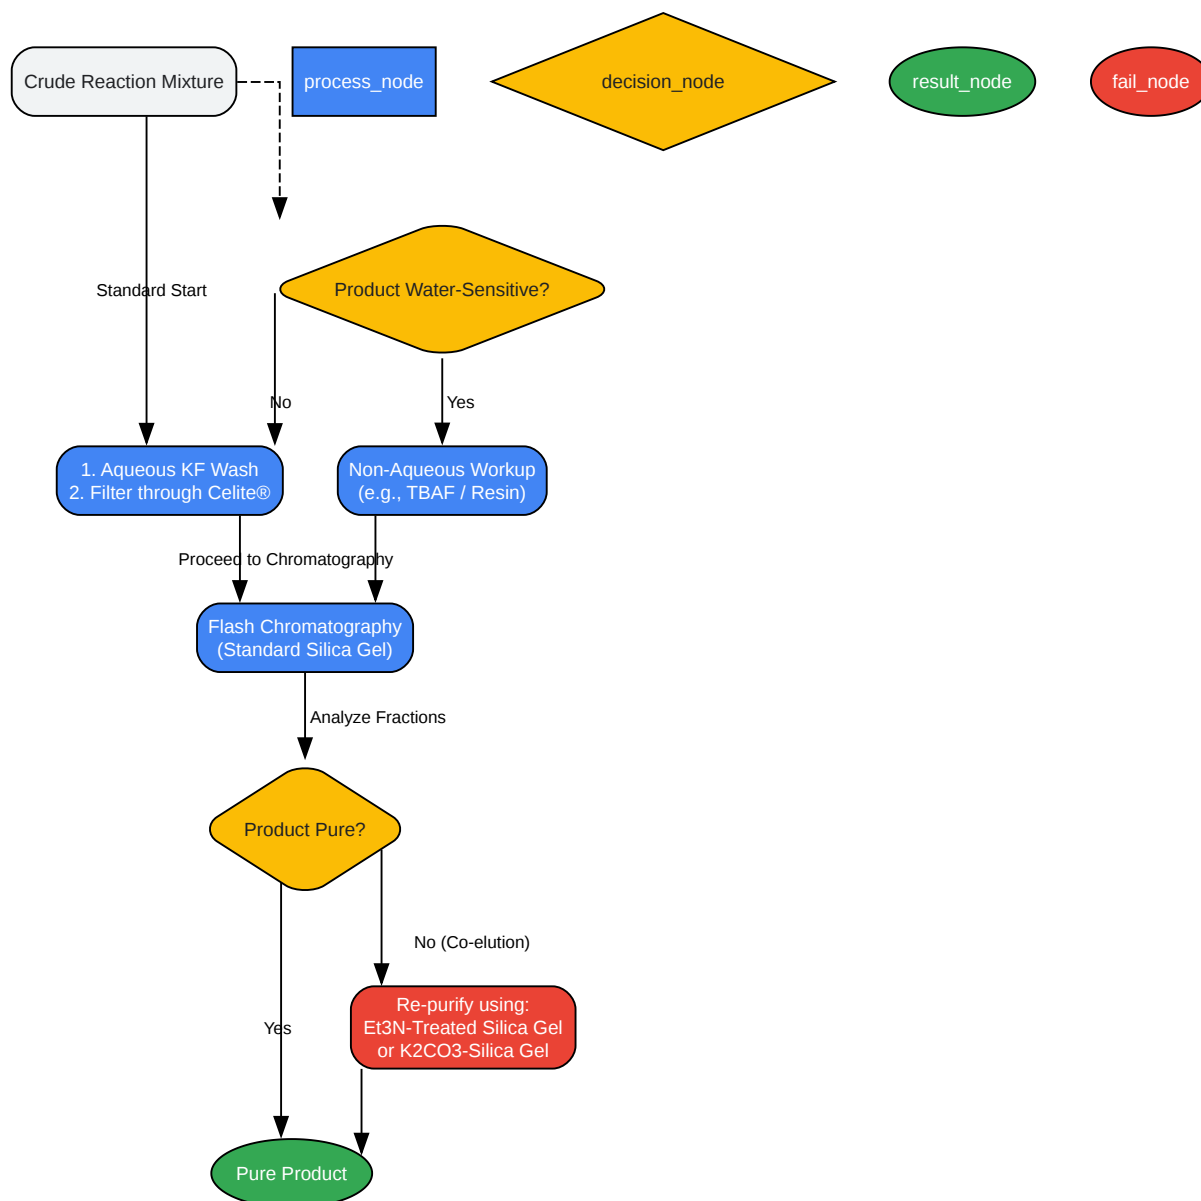 Crude Reaction Mixture
process_node
decision_node
result_node
fail_node
Product Water-Sensitive?
Standard Start
No
Yes
1. Aqueous KF Wash
2. Filter through Celite®
Non-Aqueous Workup
(e.g., TBAF / Resin)
Proceed to Chromatography
Flash Chromatography
(Standard Silica Gel)
Analyze Fractions
Product Pure?
No (Co-elution)
Yes
Re-purify using:
Et3N-Treated Silica Gel
or K2CO3-Silica Gel
Pure Product